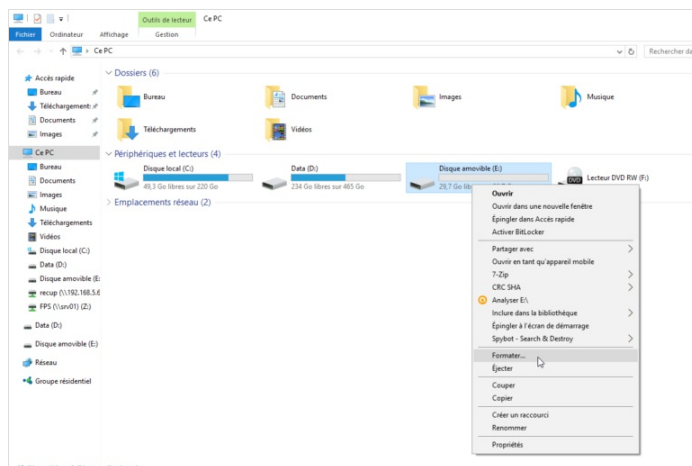 Outils de lecteur Ce PC
Fichier Ordinateur Affichage Gestion
Ce PC
Rechercher da
Accès rapide
Bureau
Téléchargement:
Documents
Images
Ce PC
Bureau
Documents
Images
Musique
Téléchargements
Vidéos
Disque local (C:)
Data (D:)
Disque amovible (E:
recup (\\192.168.5.6
FPS (\\srv01) (Z:)
Data (D:)
Disque amovible (E:)
Réseau
Groupe résidentiel
Dossiers (6)
Bureau Documents Images Musique
Téléchargements Vidéos
Périphériques et lecteurs (4)
Disque local (C:) Data (D:) Disque amovible (E:) Lecteur DVD RW (F:)
48,3 Go libres sur 220 Go 234 Go libres sur 465 Go
Emplacements réseau (2)
Ouvrir
Ouvrir dans une nouvelle fenêtre
Épingler dans Accès rapide
Activer BitLocker
Partager avec
Ouvrir en tant qu'appareil mobile
7-Zip
CRC SHA
Analyser E:\
Inclure dans la bibliothèque
Épingler à l'écran de démarrage
Spybot - Search & Destroy
Formater...
Éjecter
Couper
Copier
Créer un raccourci
Renommer
Propriétés